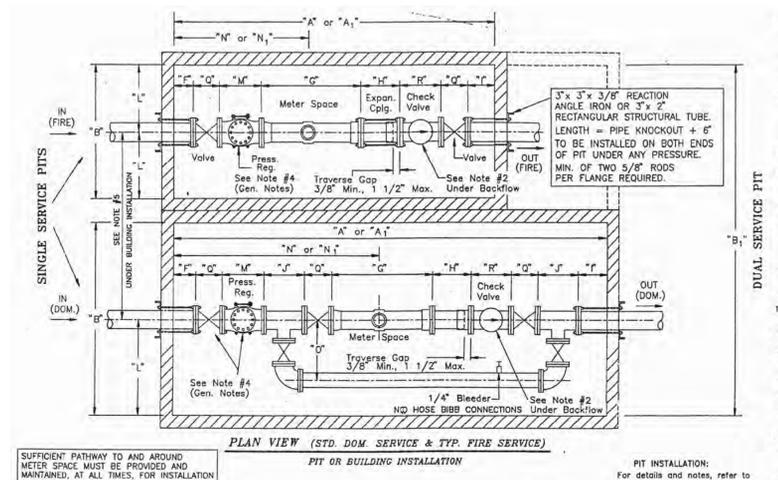 "A" or "A₁"
"N" or "N₁"
"F" "Q" "M" "G" "H" "R" "Q" "I"
Meter Space
Expan. Cplg.
Check Valve
"L"
"B"
"L"
IN (FIRE)
Valve
Press. Reg.
See Note #4
(Gen. Notes)
Traverse Gap
3/8" Min., 1 1/2" Max.
See Note #2
Under Backflow
Valve
OUT (FIRE)
3"x 3"x 3/8" REACTION
ANGLE IRON OR 3"x 2"
RECTANGULAR STRUCTURAL TUBE.
LENGTH = PIPE KNOCKOUT + 6"
TO BE INSTALLED ON BOTH ENDS
OF PIT UNDER ANY PRESSURE.
MIN. OF TWO 5/8" RODS
PER FLANGE REQUIRED.
SINGLE SERVICE PITS
SEE NOTE #5
UNDER BUILDING INSTALLATION
"B₁"
DUAL SERVICE PIT
"A" or "A₁"
"N" or "N₁"
"F" "Q" "M" "J" "Q" "G" "H" "R" "Q" "J" "I"
Press. Reg.
Check Valve
IN (DOM.)
OUT (DOM.)
"B"
"L"
"O"
Meter Space
See Note #4
(Gen. Notes)
Traverse Gap
3/8" Min., 1 1/2" Max.
1/4" Bleeder
NO HOSE BIBB CONNECTIONS
See Note #2
Under Backflow
PLAN VIEW (STD. DOM. SERVICE & TYP. FIRE SERVICE)
PIT OR BUILDING INSTALLATION
SUFFICIENT PATHWAY TO AND AROUND
METER SPACE MUST BE PROVIDED AND
MAINTAINED, AT ALL TIMES, FOR INSTALLATION
PIT INSTALLATION:
For details and notes, refer to